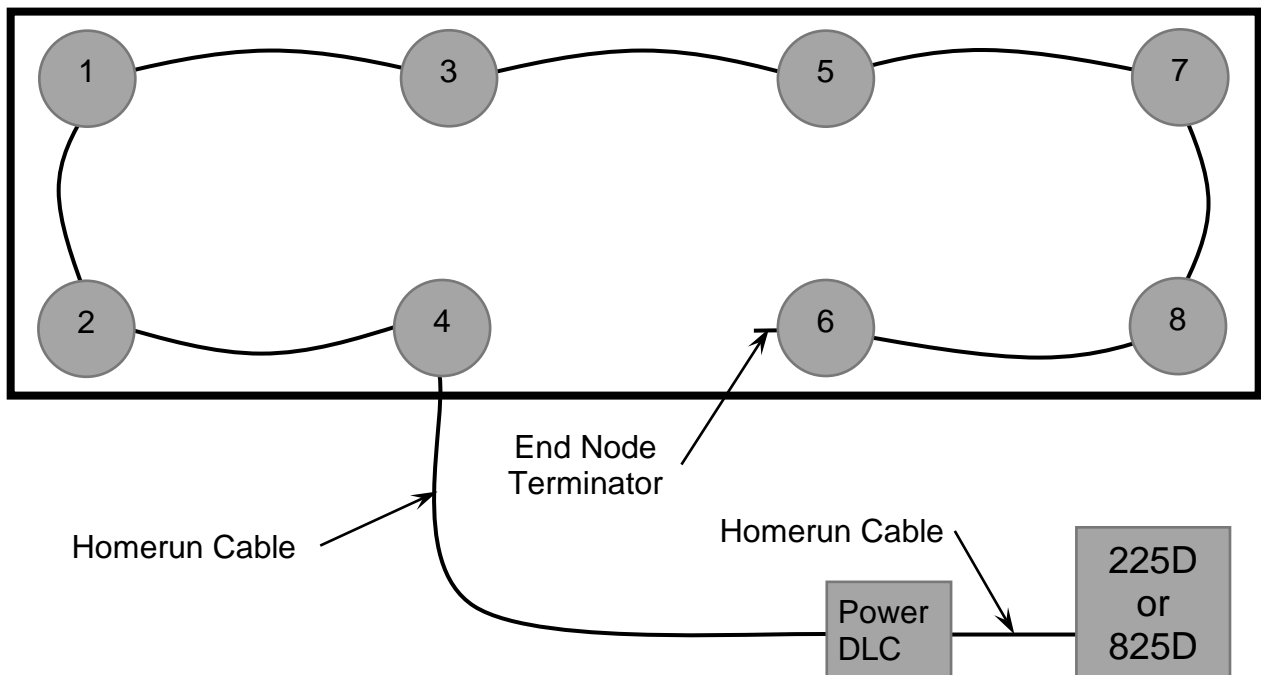 1
3
5
7
2
4
6
8
End Node
Terminator
Homerun Cable
Homerun Cable
225D
or
825D
Power
DLC